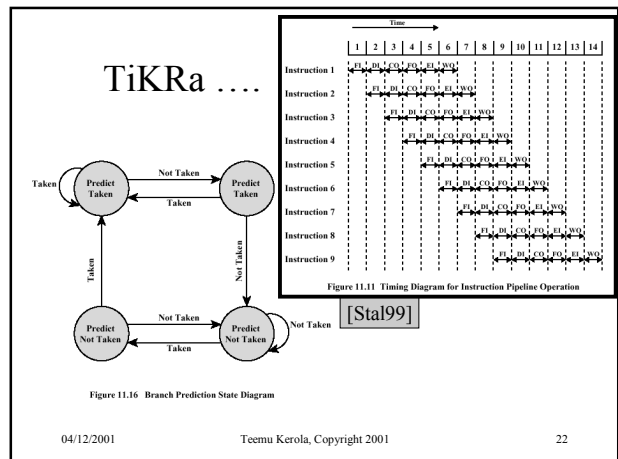 TiKRa ….
Time
1 2 3 4 5 6 7 8 9 10 11 12 13 14
Instruction 1 FI DI CO FO EI WO
Instruction 2 FI DI CO FO EI WO
Instruction 3 FI DI CO FO EI WO
Instruction 4 FI DI CO FO EI WO
Instruction 5 FI DI CO FO EI WO
Instruction 6 FI DI CO FO EI WO
Instruction 7 FI DI CO FO EI WO
Instruction 8 FI DI CO FO EI WO
Instruction 9 FI DI CO FO EI WO
Figure 11.11 Timing Diagram for Instruction Pipeline Operation
[Stal99]
Taken
Predict
Taken
Not Taken
Taken
Predict
Taken
Taken
Not Taken
Predict
Not Taken
Not Taken
Taken
Predict
Not Taken
Not Taken
Figure 11.16 Branch Prediction State Diagram
04/12/2001
Teemu Kerola, Copyright 2001
22